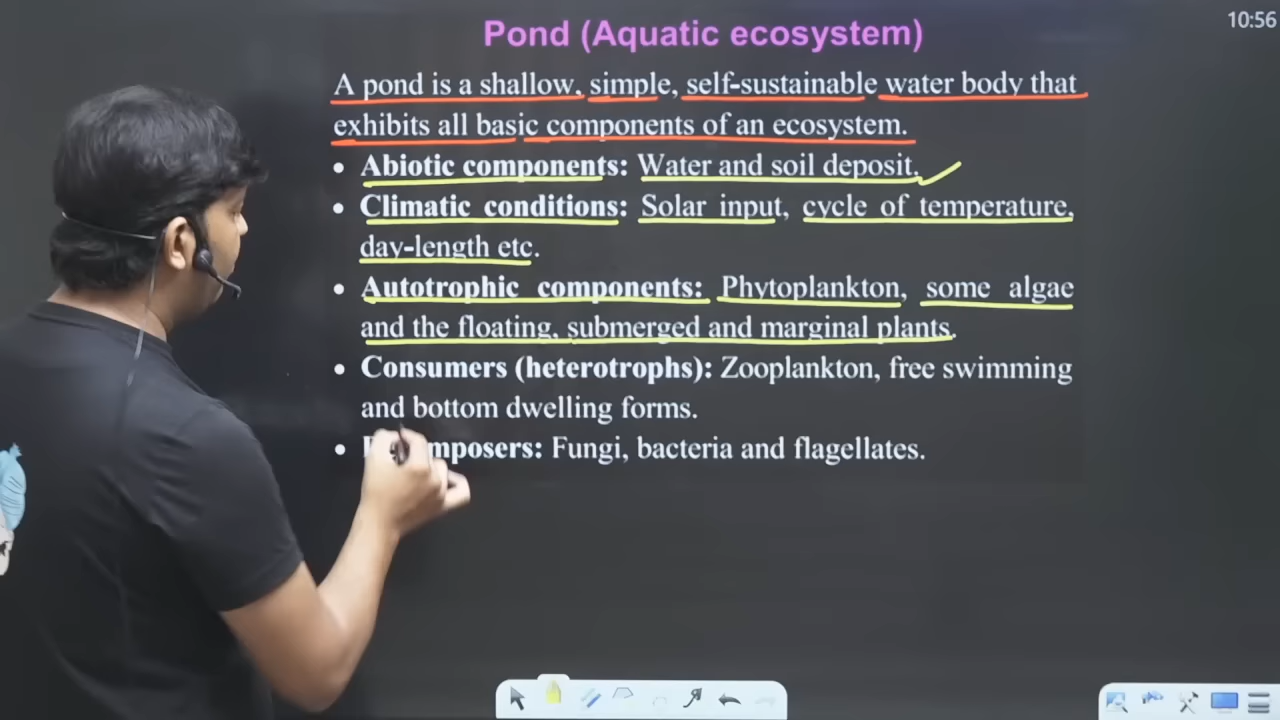 10:56
Pond (Aquatic ecosystem)
A pond is a shallow, simple, self-sustainable water body that
exhibits all basic components of an ecosystem.
• Abiotic components: Water and soil deposit.
• Climatic conditions: Solar input, cycle of temperature,
day-length etc.
• Autotrophic components: Phytoplankton, some algae
and the floating, submerged and marginal plants.
• Consumers (heterotrophs): Zooplankton, free swimming
and bottom dwelling forms.
• Fungi, bacteria and flagellates.